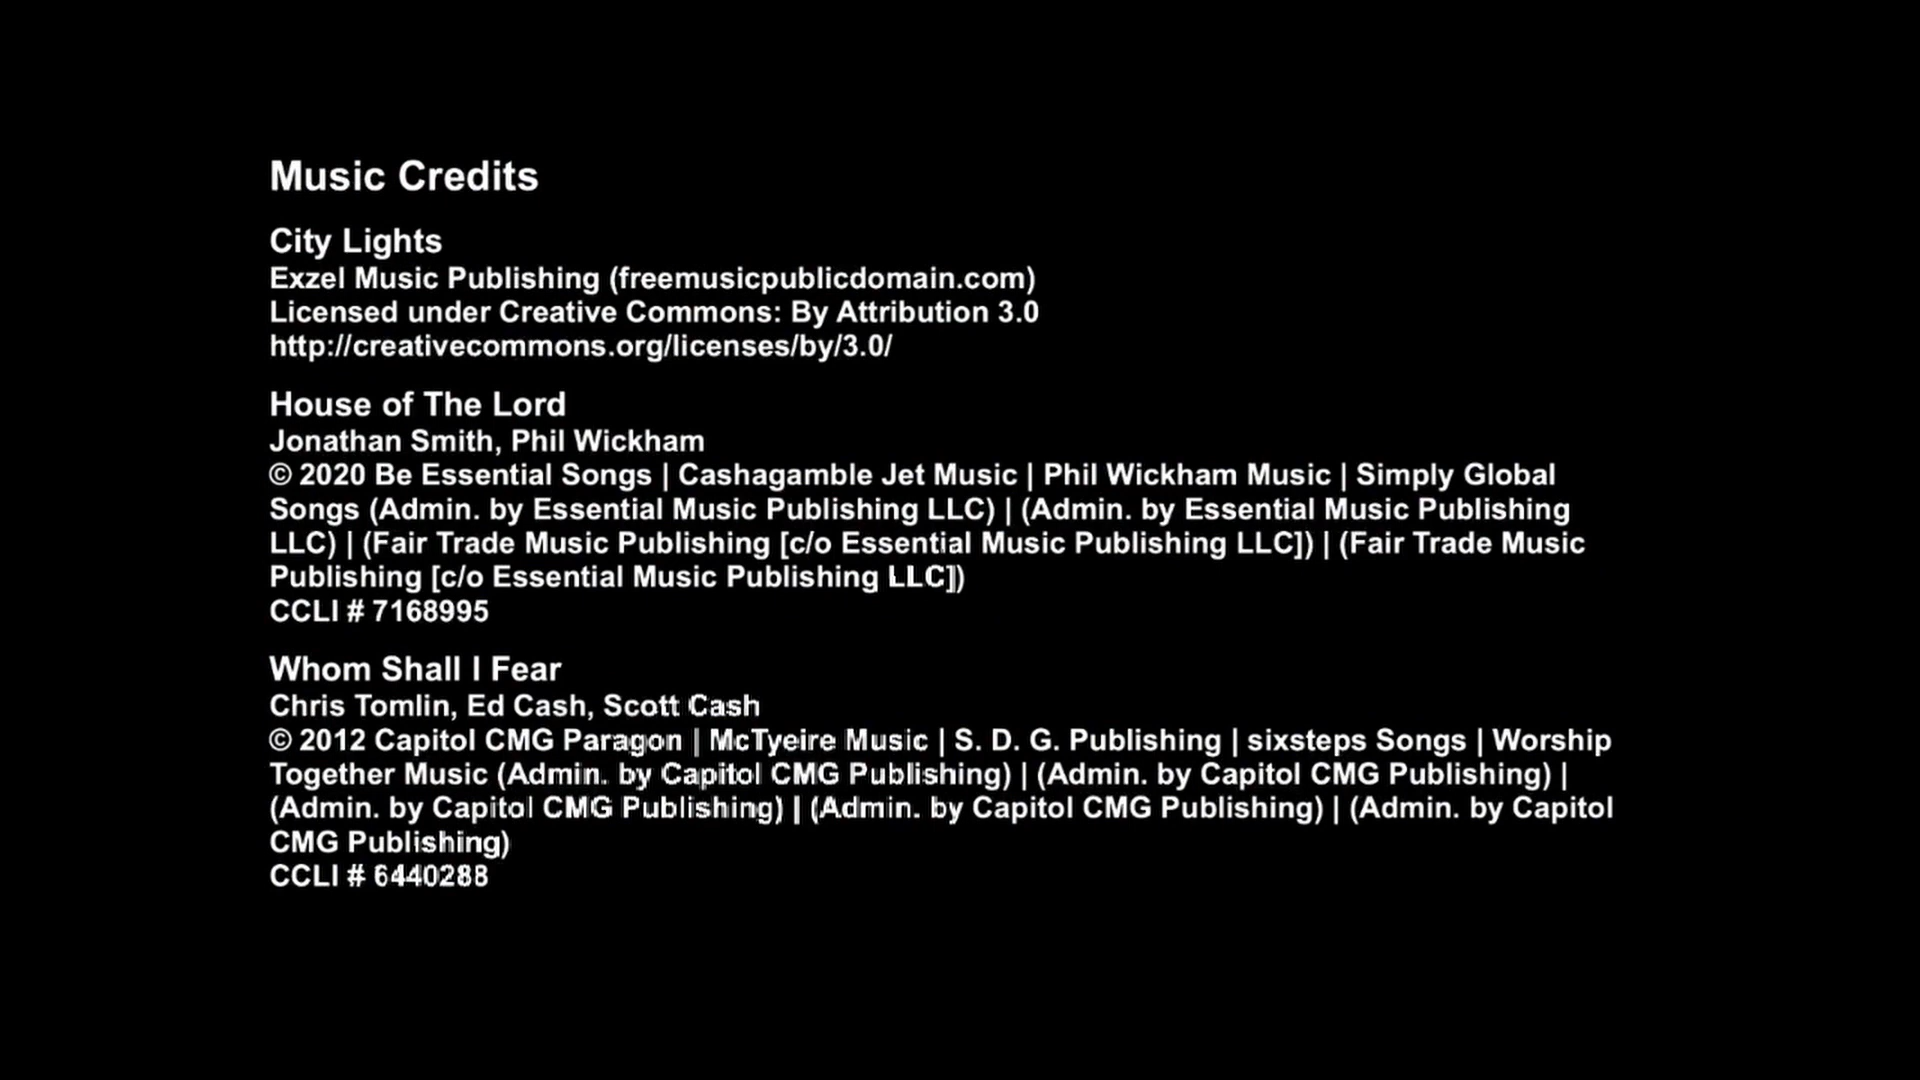 Music Credits
City Lights
Exzel Music Publishing (freemusicpublicdomain.com)
Licensed under Creative Commons: By Attribution 3.0
http://creativecommons.org/licenses/by/3.0/
House of The Lord
Jonathan Smith, Phil Wickham
© 2020 Be Essential Songs | Cashagamble Jet Music | Phil Wickham Music | Simply Global
Songs (Admin. by Essential Music Publishing LLC) | (Admin. by Essential Music Publishing
LLC) | (Fair Trade Music Publishing [c/o Essential Music Publishing LLC]) | (Fair Trade Music
Publishing [c/o Essential Music Publishing LLC])
CCLI # 7168995
Whom Shall I Fear
Chris Tomlin, Ed Cash, Scott Cash
© 2012 Capitol CMG Paragon | McTyeire Music | S. D. G. Publishing | sixsteps Songs | Worship
Together Music (Admin. by Capitol CMG Publishing) | (Admin. by Capitol CMG Publishing) |
(Admin. by Capitol CMG Publishing) | (Admin. by Capitol CMG Publishing) | (Admin. by Capitol
CMG Publishing)
CCLI # 6440288